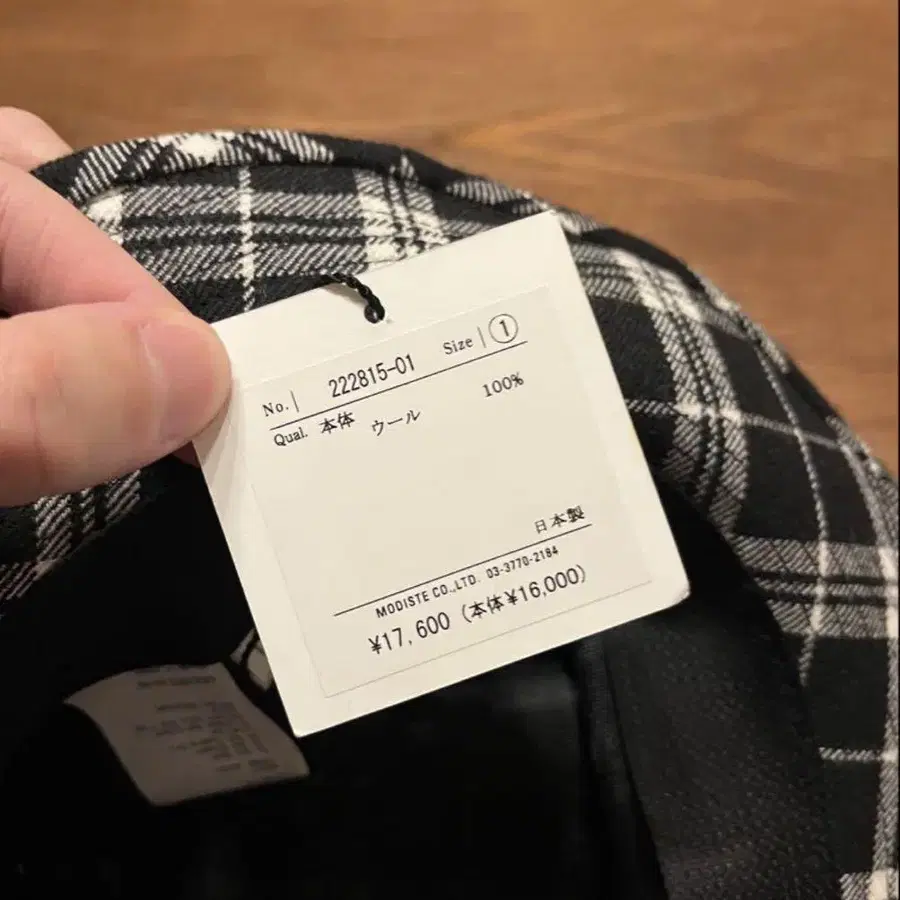 No. 222815-01 Size ①
Qual. 本体 ウール 100%
日本製
MODISTE CO.,LTD. 03-3770-2184
¥17,600 (本体¥16,000)